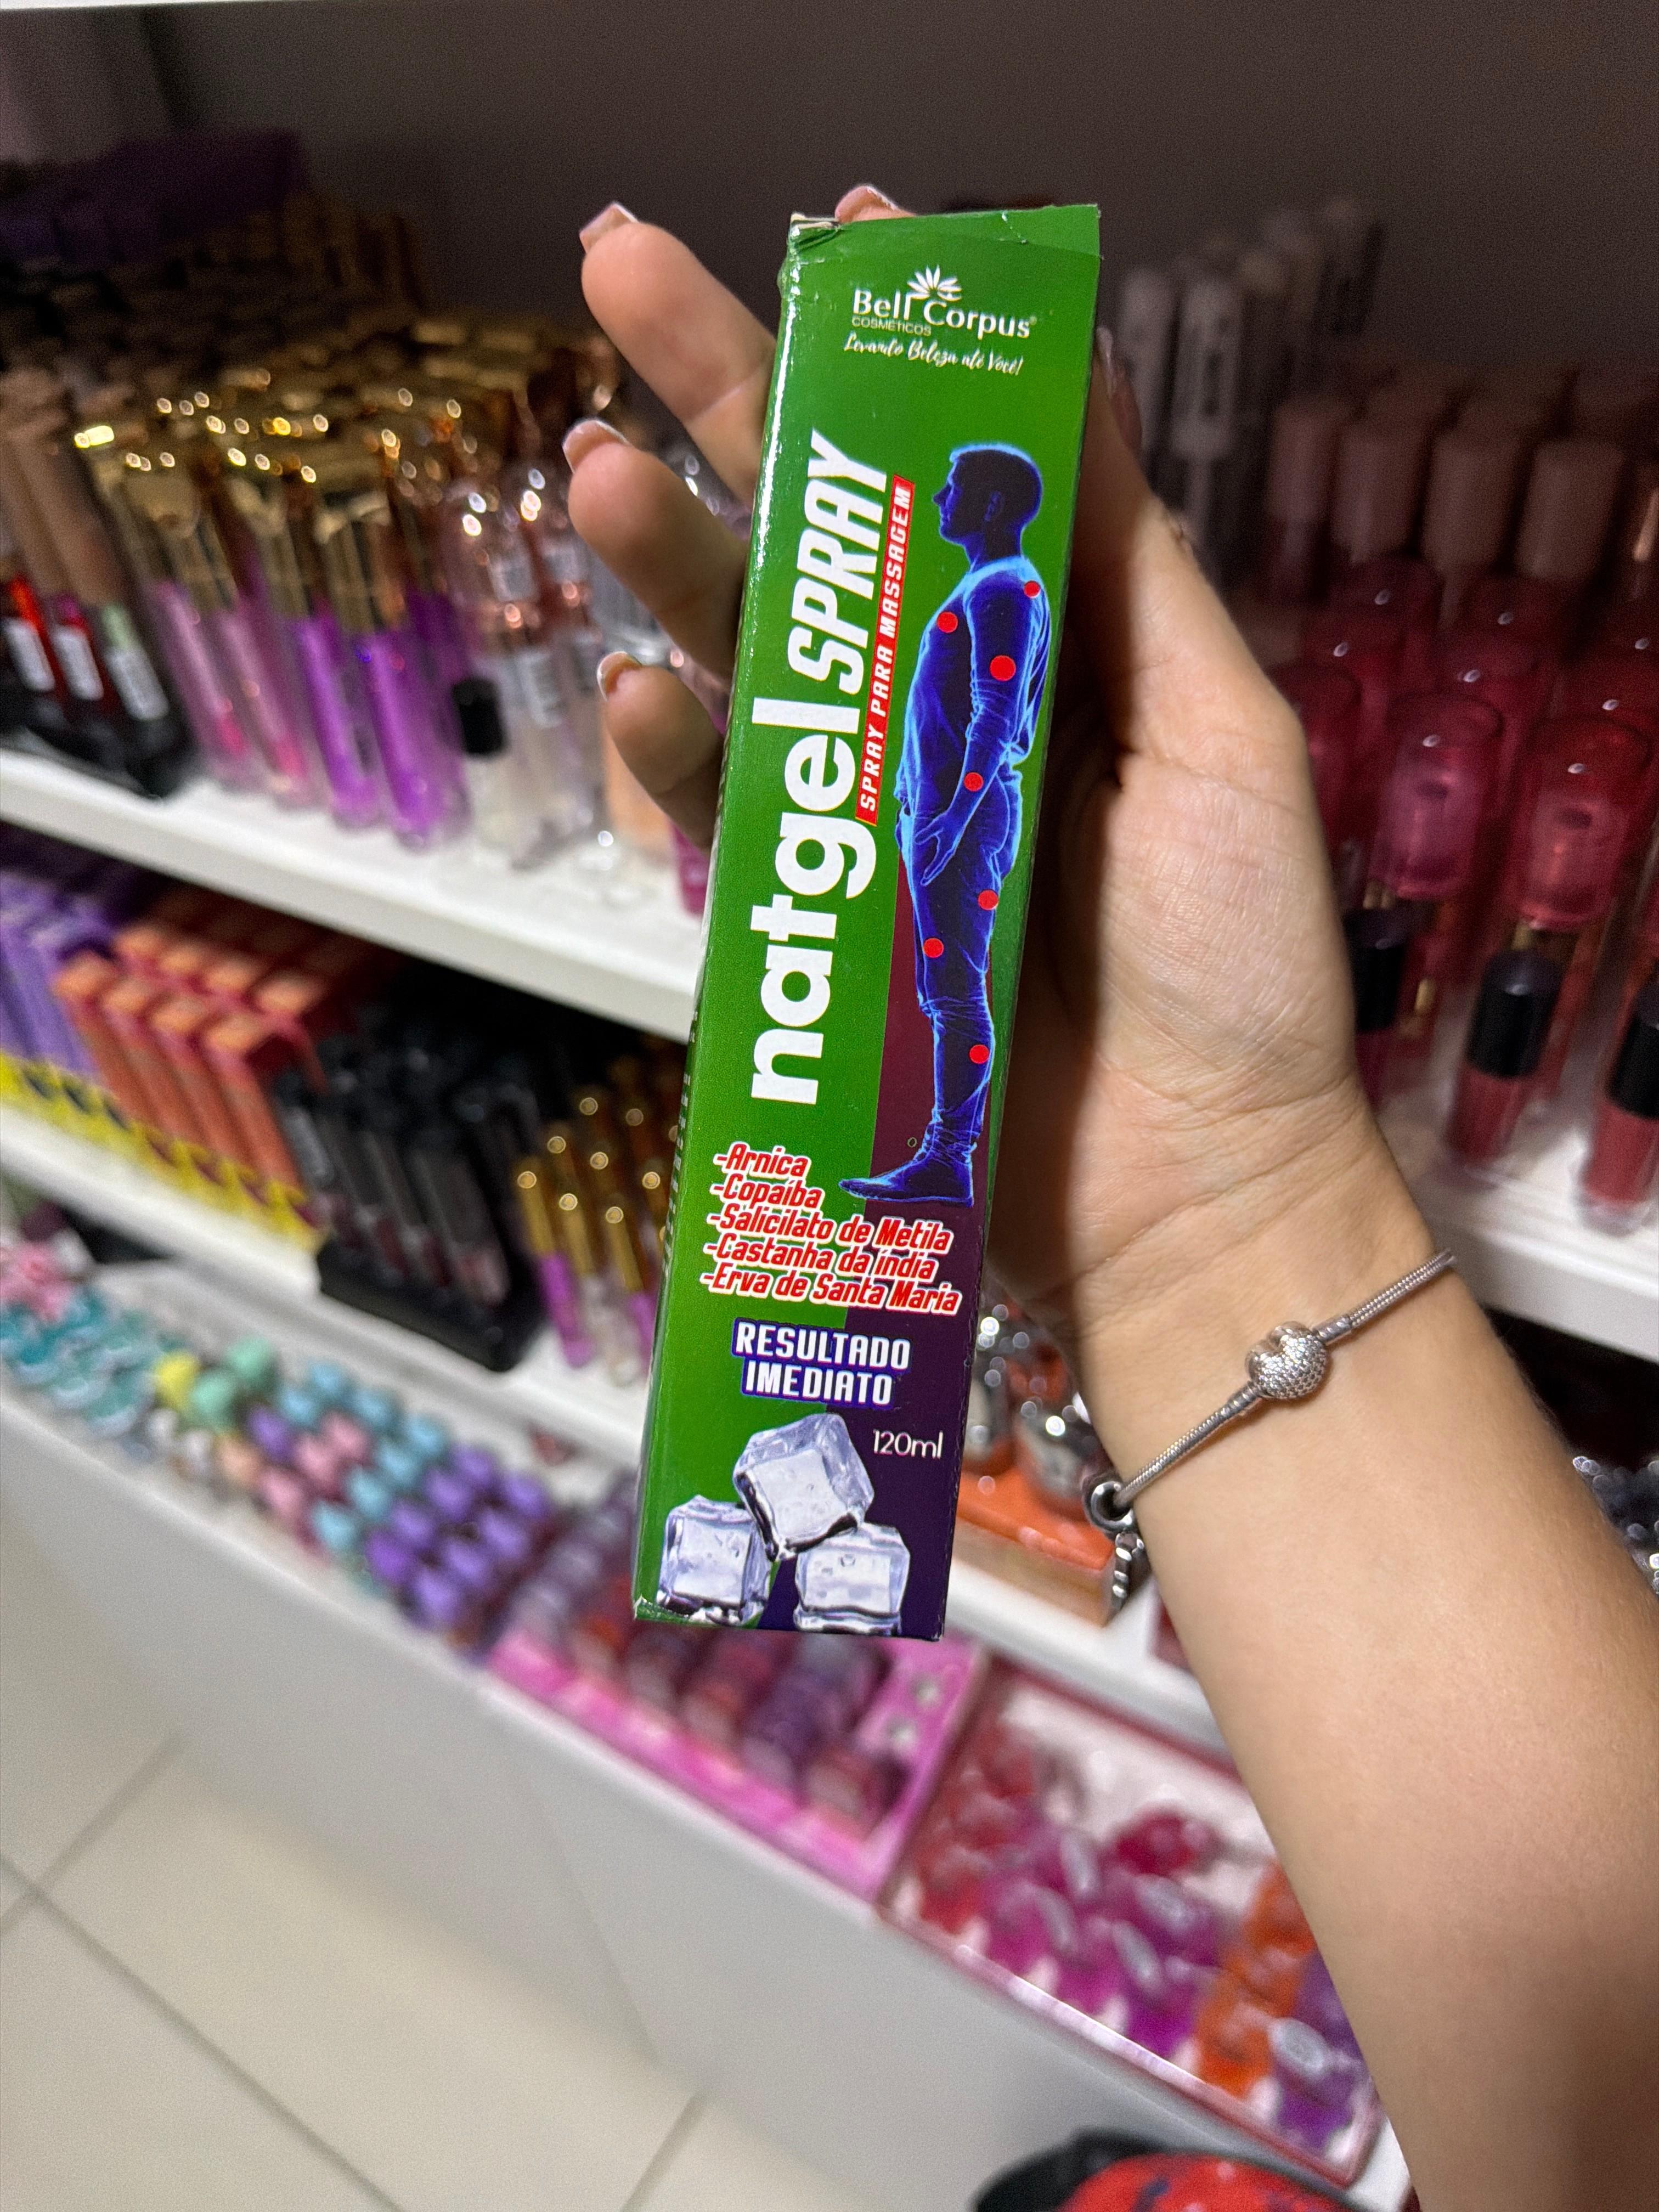 Bell Corpus
COSMÉTICOS
Levando Beleza até Você!
natgel SPRAY
SPRAY PARA MASSAGEM
-Arnica
-Copaíba
-Salicilato de Metila
-Castanha da índia
-Erva de Santa Maria
RESULTADO
IMEDIATO
120ml